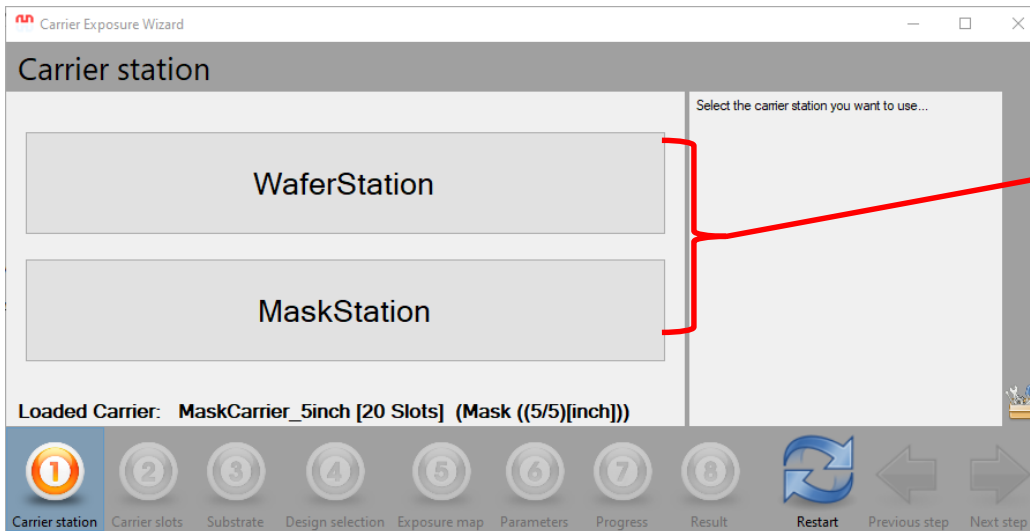 Carrier Exposure Wizard
Carrier station
Select the carrier station you want to use...
WaferStation
MaskStation
Loaded Carrier: MaskCarrier_5inch [20 Slots] (Mask ((5/5)[inch]))
1 2 3 4 5 6 7 8
Carrier station Carrier slots Substrate Design selection Exposure map Parameters Progress Result Restart Previous step Next step